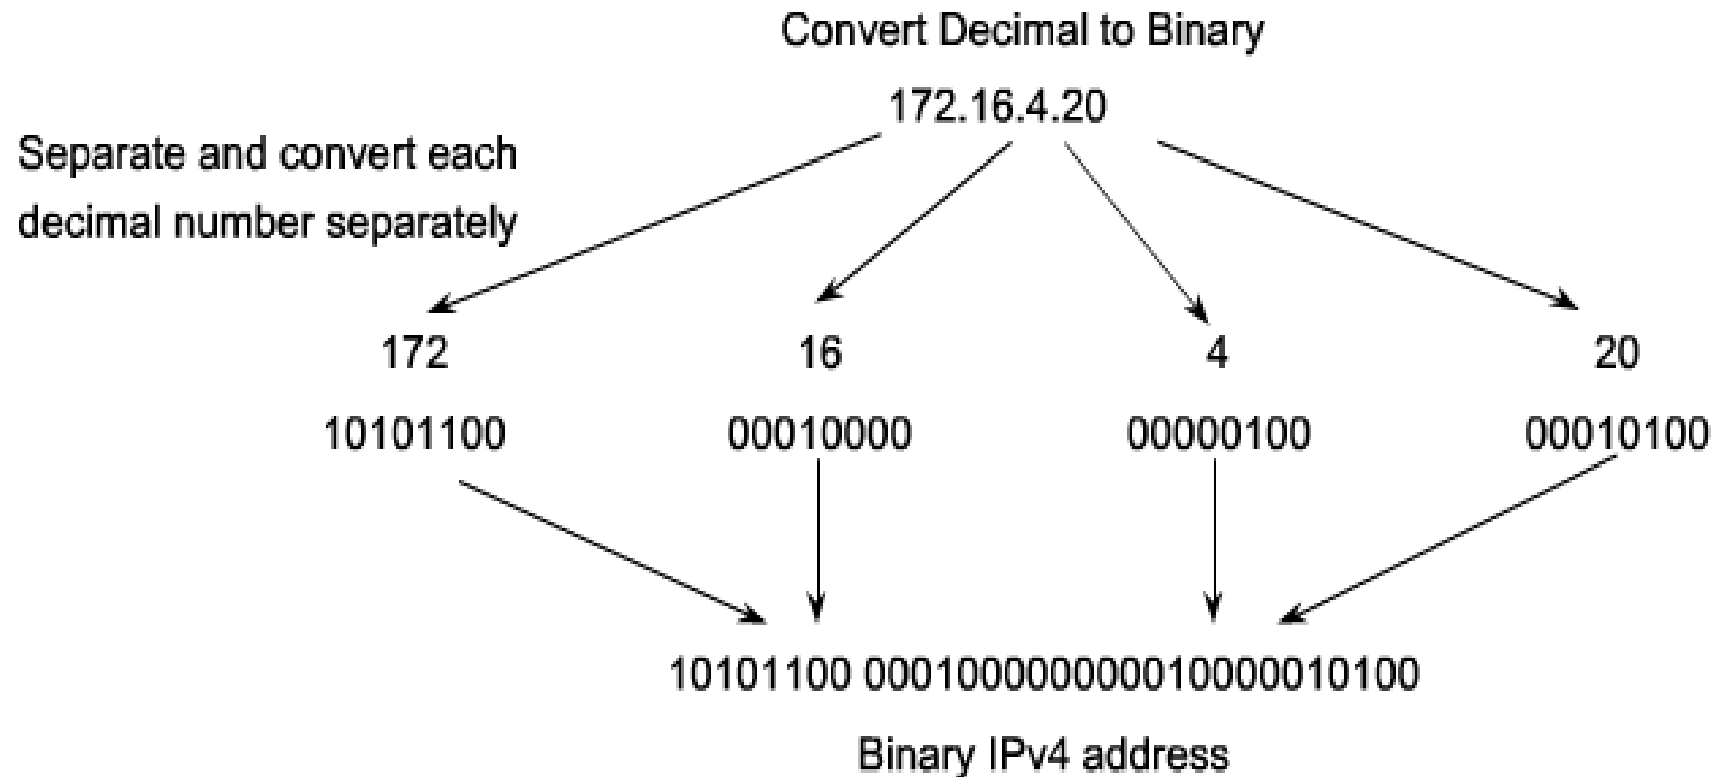 Convert Decimal to Binary
172.16.4.20
Separate and convert each
decimal number separately
172 16 4 20
10101100 00010000 00000100 00010100
10101100 000100000000010000010100
Binary IPv4 address